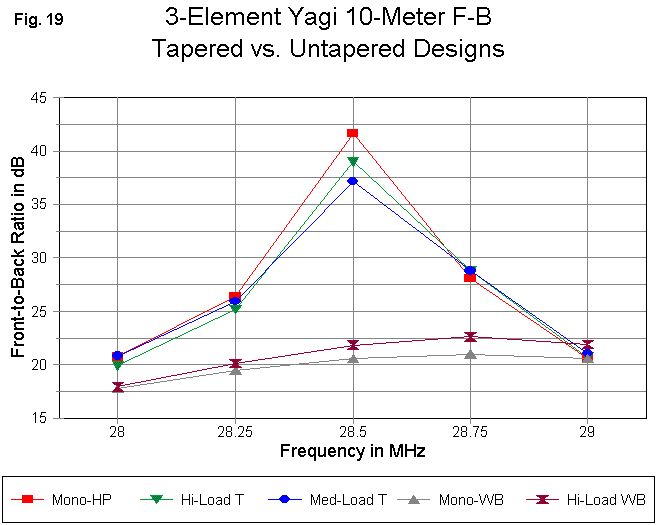 Fig. 19
3-Element Yagi 10-Meter F-B
Tapered vs. Untapered Designs
Front-to-Back Ratio in dB
45
40
35
30
25
20
15
28
28.25
28.5
28.75
29
Frequency in MHz
Mono-HP
Hi-Load T
Med-Load T
Mono-WB
Hi-Load WB